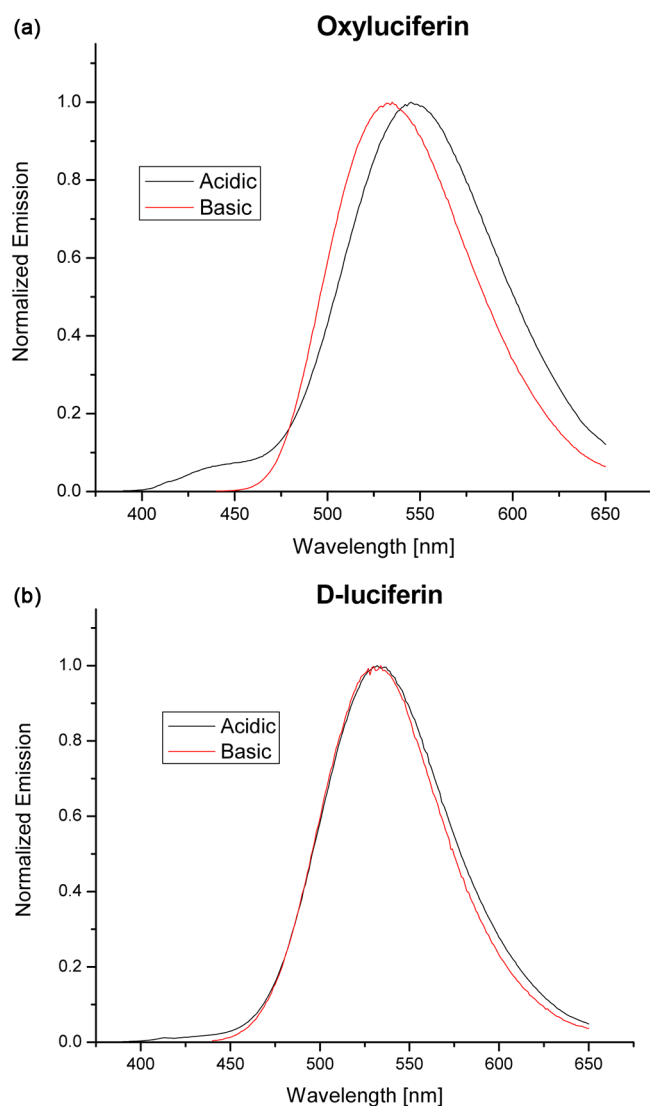 (a)
Oxyluciferin
1.0
0.8
0.6
0.4
0.2
0.0
Normalized Emission
Acidic
Basic
400 450 500 550 600 650
Wavelength [nm]
(b)
D-luciferin
1.0
0.8
0.6
0.4
0.2
0.0
Normalized Emission
Acidic
Basic
400 450 500 550 600 650
Wavelength [nm]